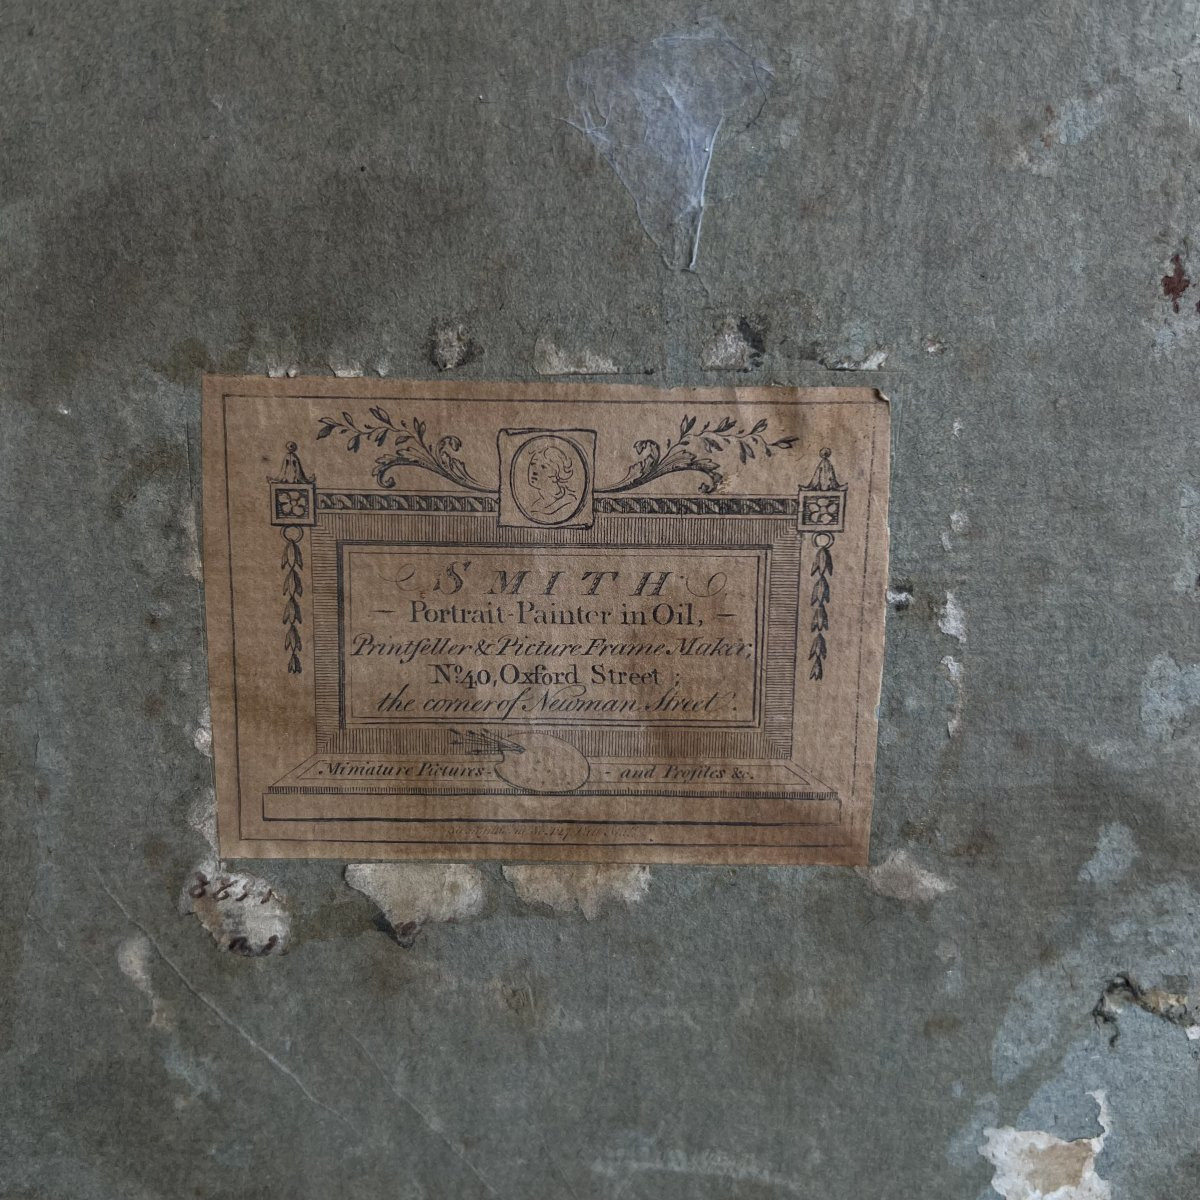 SMITH
Portrait-Painter in Oil,
Printſeller & Picture Frame Maker,
No. 40, Oxford Street;
the corner of Newman Street.
Miniature Pictures - - and Profiles &c.